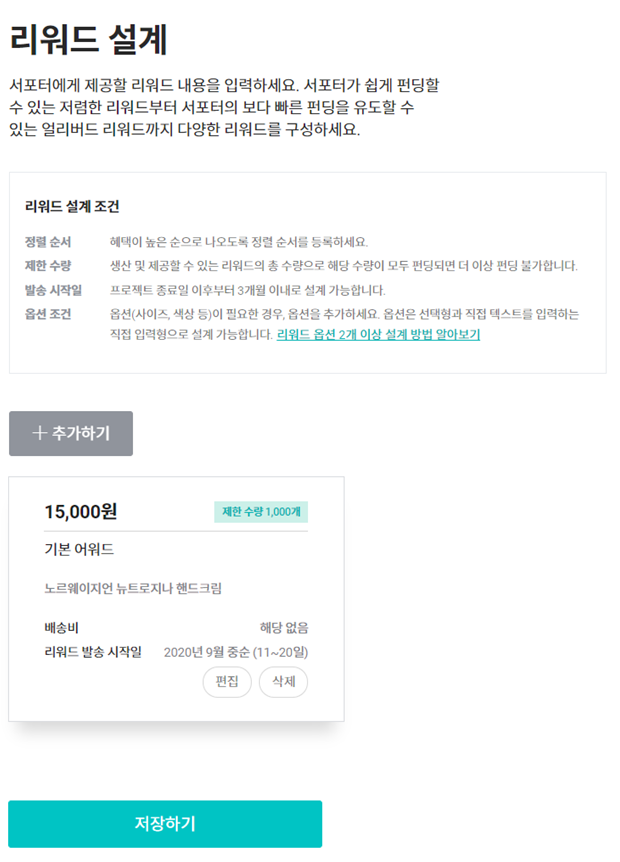 리워드 설계
서포터에게 제공할 리워드 내용을 입력하세요. 서포터가 쉽게 펀딩할
수 있는 저렴한 리워드부터 서포터의 보다 빠른 펀딩을 유도할 수
있는 얼리버드 리워드까지 다양한 리워드를 구성하세요.
리워드 설계 조건
정렬 순서 혜택이 높은 순으로 나오도록 정렬 순서를 등록하세요.
제한 수량 생산 및 제공할 수 있는 리워드의 총 수량으로 해당 수량이 모두 펀딩되면 더 이상 펀딩 불가합니다.
발송 시작일 프로젝트 종료일 이후부터 3개월 이내로 설계 가능합니다.
옵션 조건 옵션(사이즈, 색상 등)이 필요한 경우, 옵션을 추가하세요. 옵션은 선택형과 직접 텍스트를 입력하는
직접 입력형으로 설계 가능합니다. 리워드 옵션 2개 이상 설계 방법 알아보기
+ 추가하기
15,000원 제한 수량 1,000개
기본 어워드
노르웨이지언 뉴트로지나 핸드크림
배송비 해당 없음
리워드 발송 시작일 2020년 9월 중순 (11~20일)
편집 삭제
저장하기